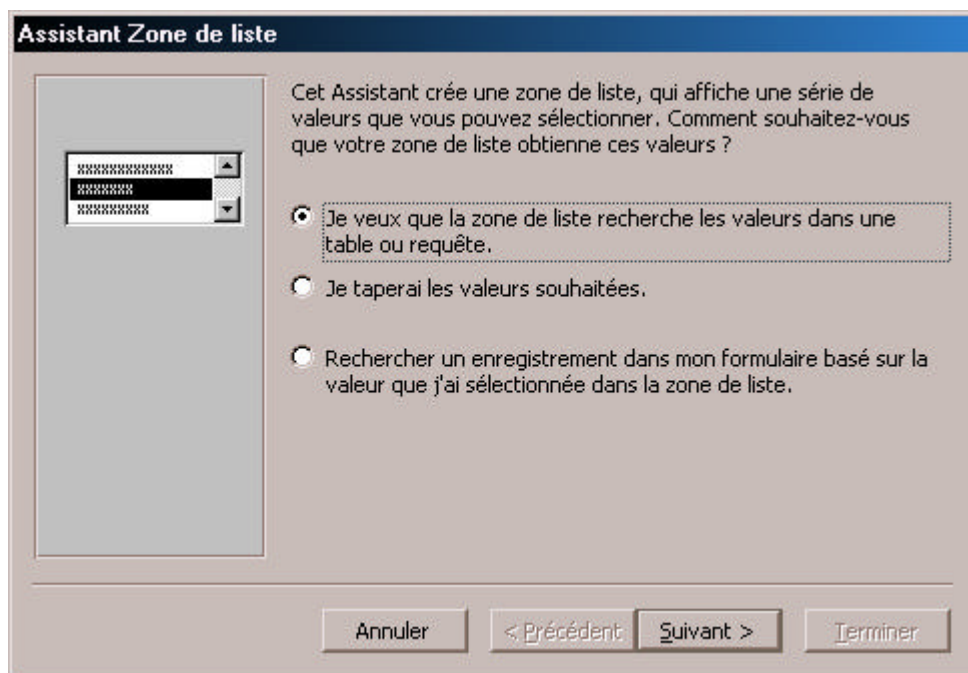 Assistant Zone de liste
Cet Assistant crée une zone de liste, qui affiche une série de
valeurs que vous pouvez sélectionner. Comment souhaitez-vous
que votre zone de liste obtienne ces valeurs ?
xxxxxxxxxxxx
xxxxxxx
xxxxxxxxx
Je veux que la zone de liste recherche les valeurs dans une
table ou requête.
Je taperai les valeurs souhaitées.
Rechercher un enregistrement dans mon formulaire basé sur la
valeur que j'ai sélectionnée dans la zone de liste.
Annuler
< Précédent
Suivant >
Terminer